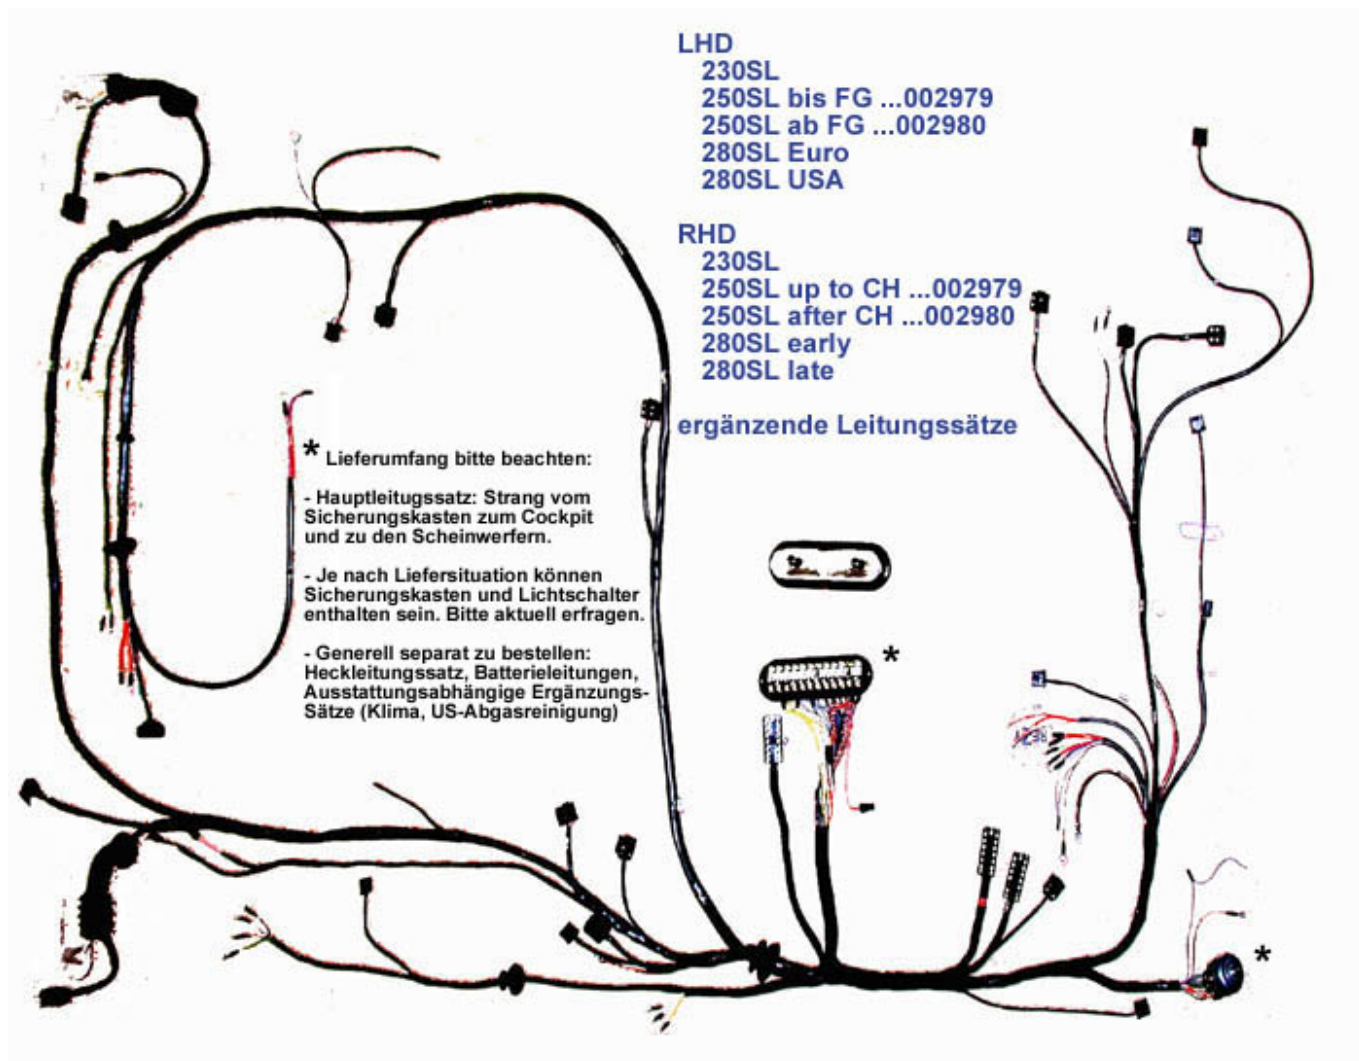 LHD
230SL
250SL bis FG ...002979
250SL ab FG ...002980
280SL Euro
280SL USA
RHD
230SL
250SL up to CH ...002979
250SL after CH ...002980
280SL early
280SL late
ergänzende Leitungssätze
* Lieferumfang bitte beachten:
- Hauptleitugssatz: Strang vom
Sicherungskasten zum Cockpit
und zu den Scheinwerfern.
- Je nach Liefersituation können
Sicherungskasten und Lichtschalter
enthalten sein. Bitte aktuell erfragen.
- Generell separat zu bestellen:
Heckleitungssatz, Batterieleitungen,
Ausstattungsabhängige Ergänzungs-
Sätze (Klima, US-Abgasreinigung)
*
*